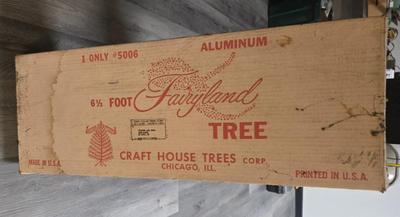 1 ONLY #5006
ALUMINUM
6½ FOOT
Fairyland
TREE
MADE IN U.S.A.
CRAFT HOUSE TREES CORP.
CHICAGO, ILL.
PRINTED IN U.S.A.